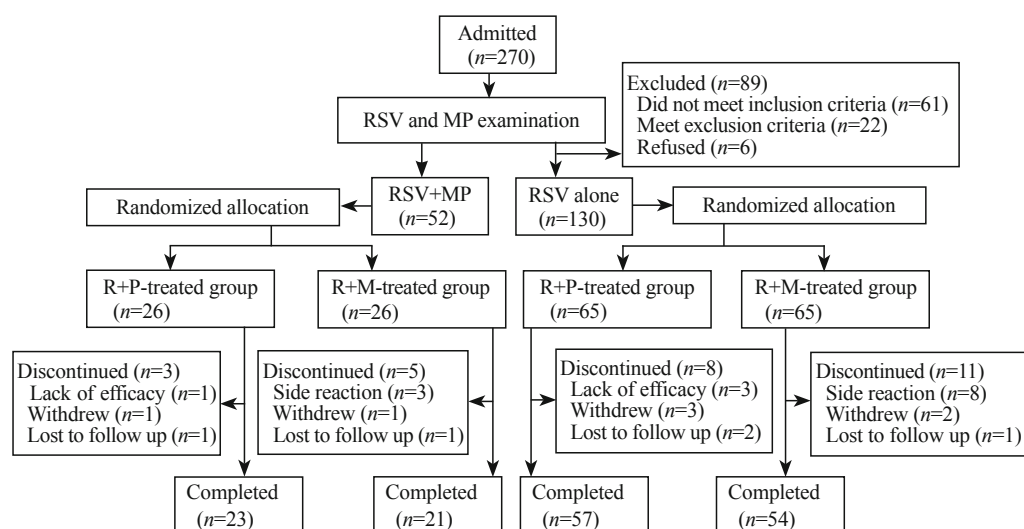 Admitted
(n=270)
Excluded (n=89)
Did not meet inclusion criteria (n=61)
Meet exclusion criteria (n=22)
Refused (n=6)
RSV and MP examination
RSV+MP
(n=52)
RSV alone
(n=130)
Randomized allocation
Randomized allocation
R+P-treated group
(n=26)
R+M-treated group
(n=26)
R+P-treated group
(n=65)
R+M-treated group
(n=65)
Discontinued (n=3)
Lack of efficacy (n=1)
Withdrew (n=1)
Lost to follow up (n=1)
Discontinued (n=5)
Side reaction (n=3)
Withdrew (n=1)
Lost to follow up (n=1)
Discontinued (n=8)
Lack of efficacy (n=3)
Withdrew (n=3)
Lost to follow up (n=2)
Discontinued (n=11)
Side reaction (n=8)
Withdrew (n=2)
Lost to follow up (n=1)
Completed
(n=23)
Completed
(n=21)
Completed
(n=57)
Completed
(n=54)